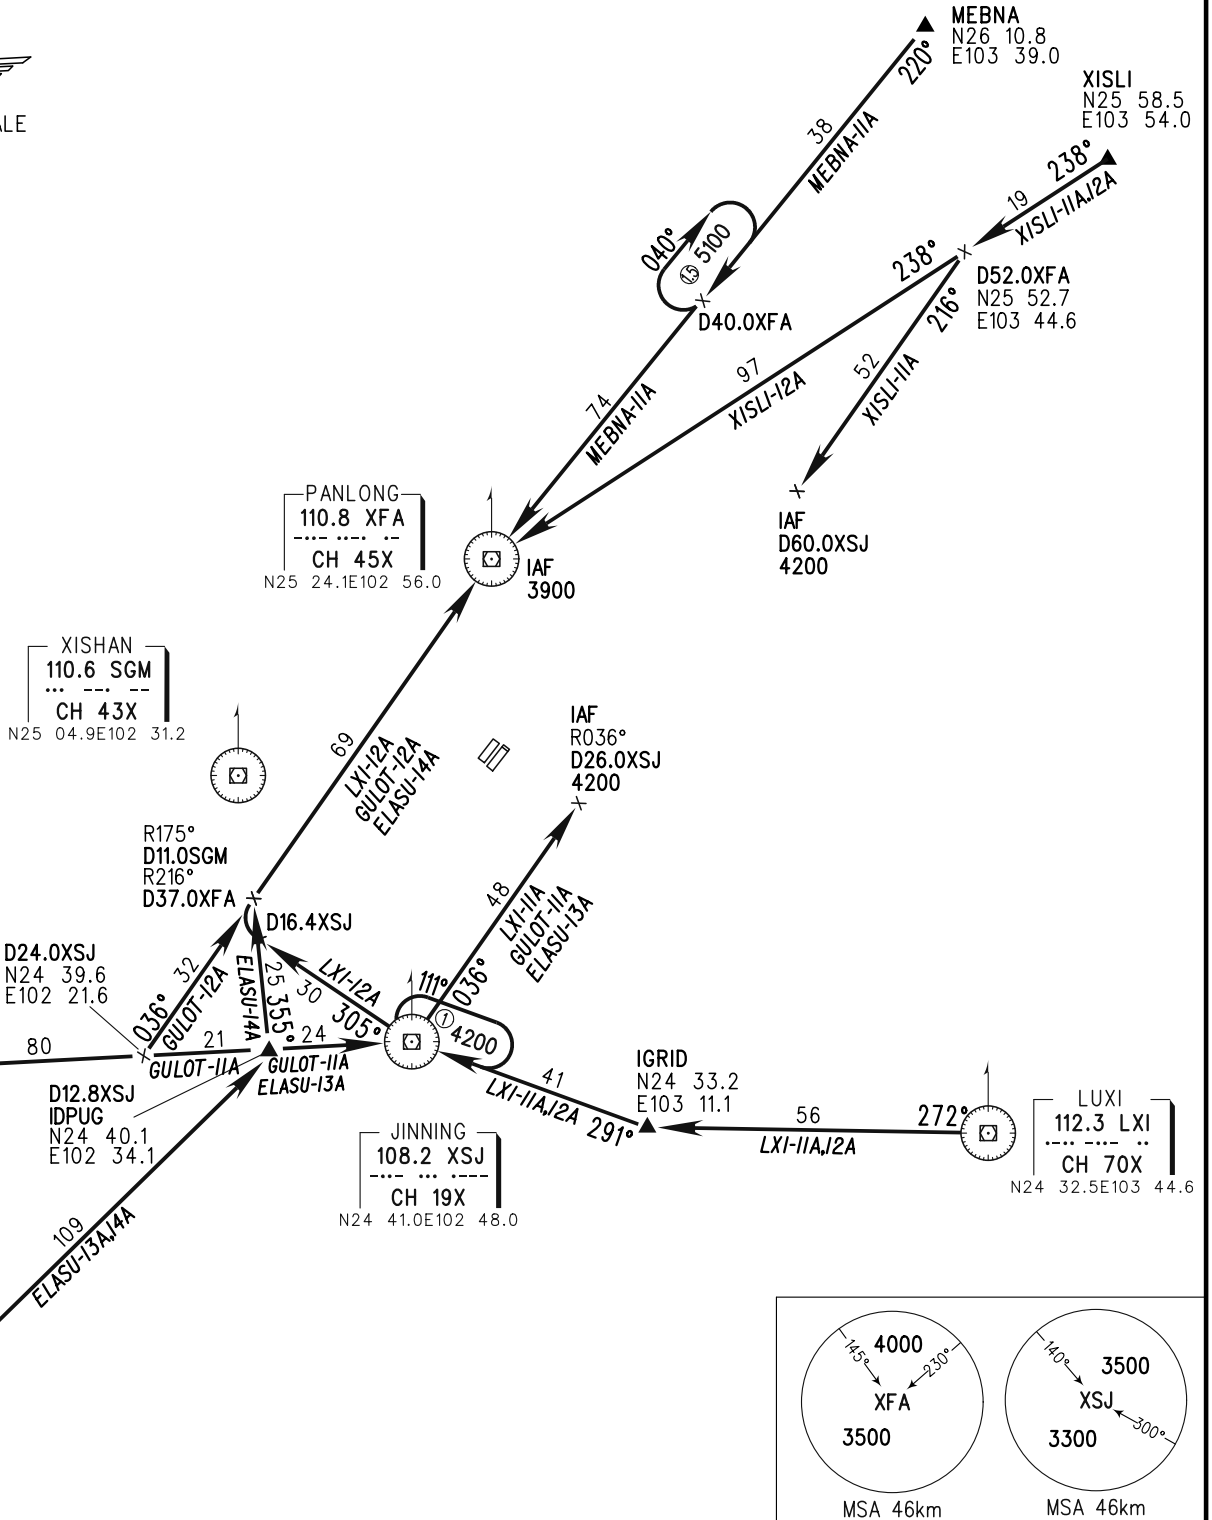 ALE
MEBNA
N26 10.8
E103 39.0
220°
38
MEBNA-11A
XISLI
N25 58.5
E103 54.0
238°
19
XISLI-11A,12A
040°
1.5 5100
D40.0XFA
238°
D52.0XFA
N25 52.7
E103 44.6
216°
97
XISLI-12A
52
XISLI-11A
74
MEBNA-11A
PANLONG
110.8 XFA
-··- ··-· ·-
CH 45X
N25 24.1E102 56.0
IAF
3900
IAF
D60.0XSJ
4200
XISHAN
110.6 SGM
··· --· --
CH 43X
N25 04.9E102 31.2
69
LXI-12A
GULOT-12A
ELASU-14A
IAF
R036°
D26.0XSJ
4200
R175°
D11.0SGM
R216°
D37.0XFA
D16.4XSJ
48
LXI-11A
GULOT-11A
ELASU-13A
D24.0XSJ
N24 39.6
E102 21.6
32
GULOT-12A
036°
ELASU-14A
25 355°
LXI-12A
30
305°
111°
036°
1 4200
80
21
GULOT-11A
24
GULOT-11A
ELASU-13A
D12.8XSJ
IDPUG
N24 40.1
E102 34.1
41
LXI-11A,12A
291°
IGRID
N24 33.2
E103 11.1
56
LXI-11A,12A
272°
LUXI
112.3 LXI
·-·· -··- ··
CH 70X
N24 32.5E103 44.6
JINNING
108.2 XSJ
-··- ··· ·---
CH 19X
N24 41.0E102 48.0
109
ELASU-13A,14A
145°
4000
230°
XFA
3500
MSA 46km
140°
3500
XSJ
300°
3300
MSA 46km